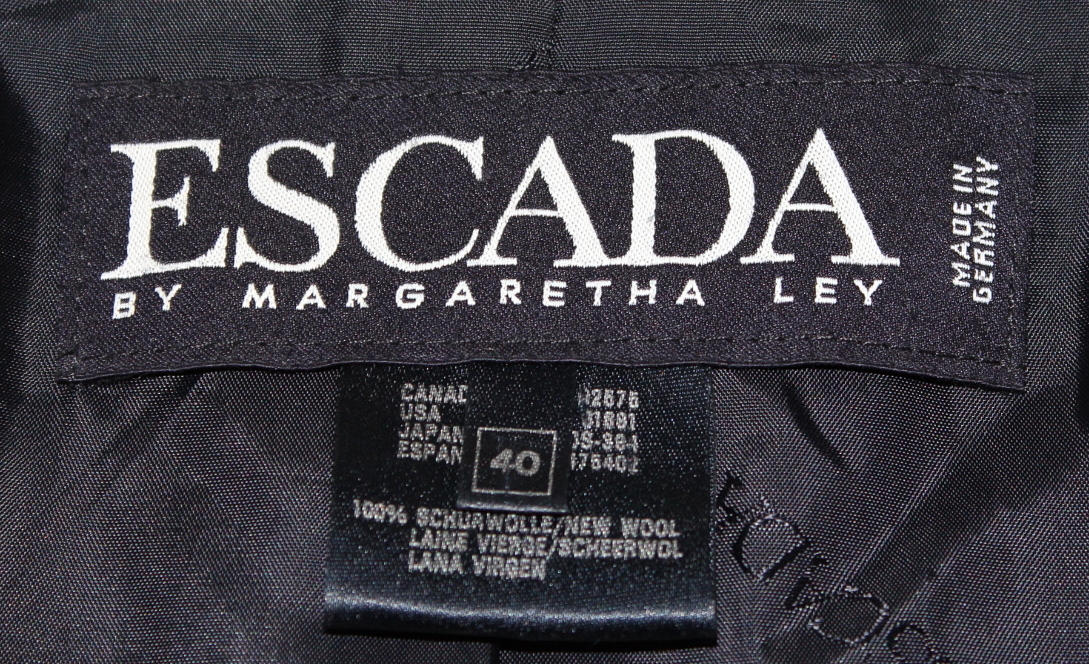 ESCADA
BY MARGARETHA LEY
MADE IN
GERMANY
USA
40
100% SCHURWOLLE/NEW WOOL
LAINE VIERGE/SCHEERWOL
LANA VIRGEN